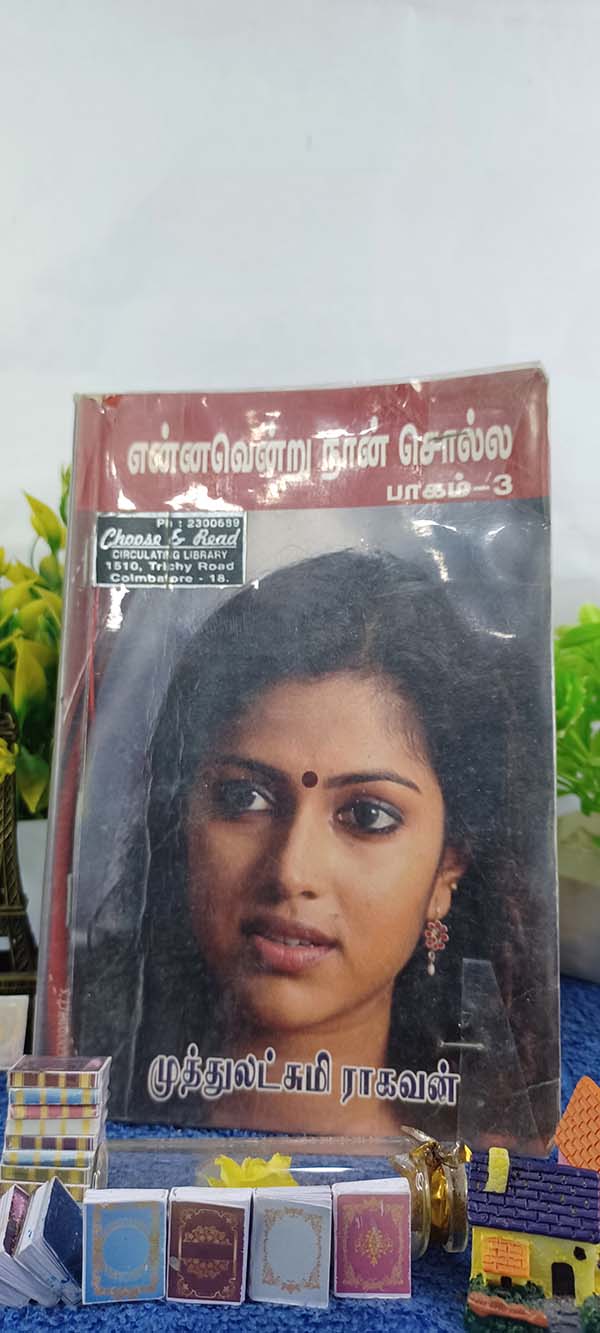 என்னவென்று நான் சொல்ல
பாகம்-3
Ph : 2300689
Choose & Read
CIRCULATING LIBRARY
1510, Trichy Road
Coimbatore - 18.
முத்துலட்சுமி ராகவன்